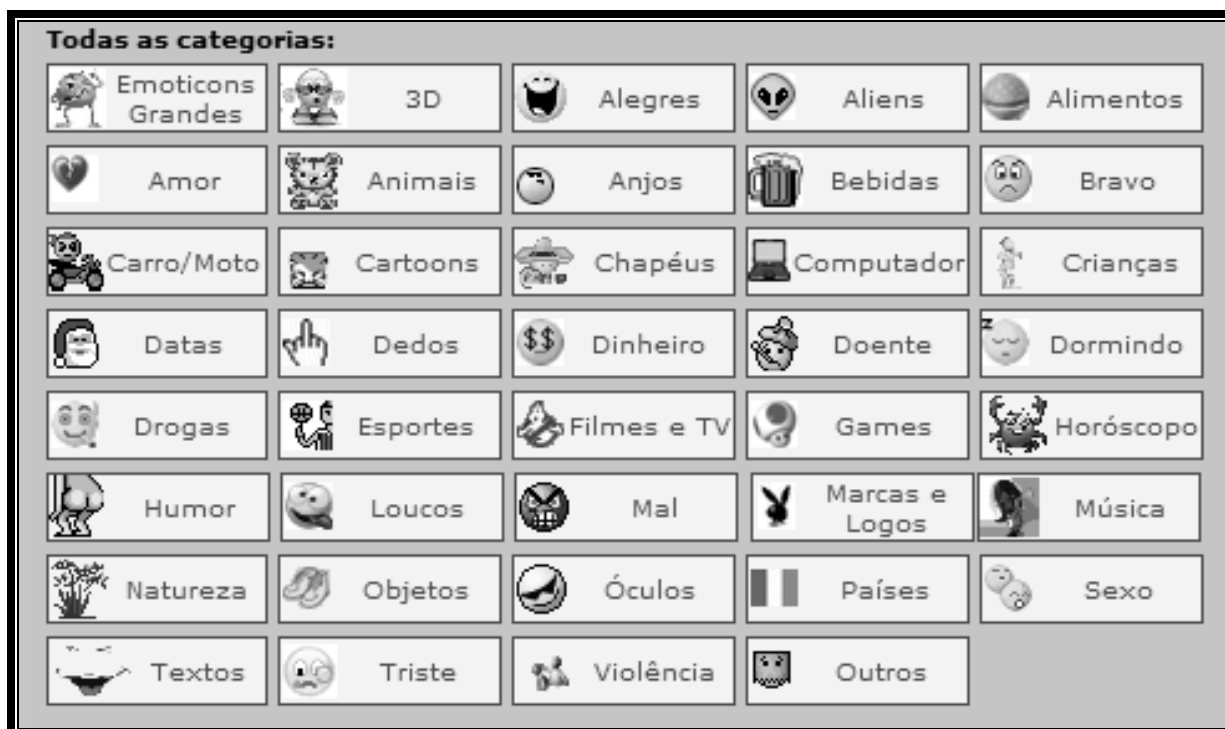 Todas as categorias:
Emoticons
Grandes
3D
Alegres
Aliens
Alimentos
Amor
Animais
Anjos
Bebidas
Bravo
Carro/Moto
Cartoons
Chapéus
Computador
Crianças
Datas
Dedos
$$
Dinheiro
Doente
z
Dormindo
Drogas
Esportes
Filmes e TV
Games
Horóscopo
Humor
Loucos
Mal
Marcas e
Logos
Música
Natureza
Objetos
Óculos
Países
Sexo
Textos
Triste
Violência
Outros